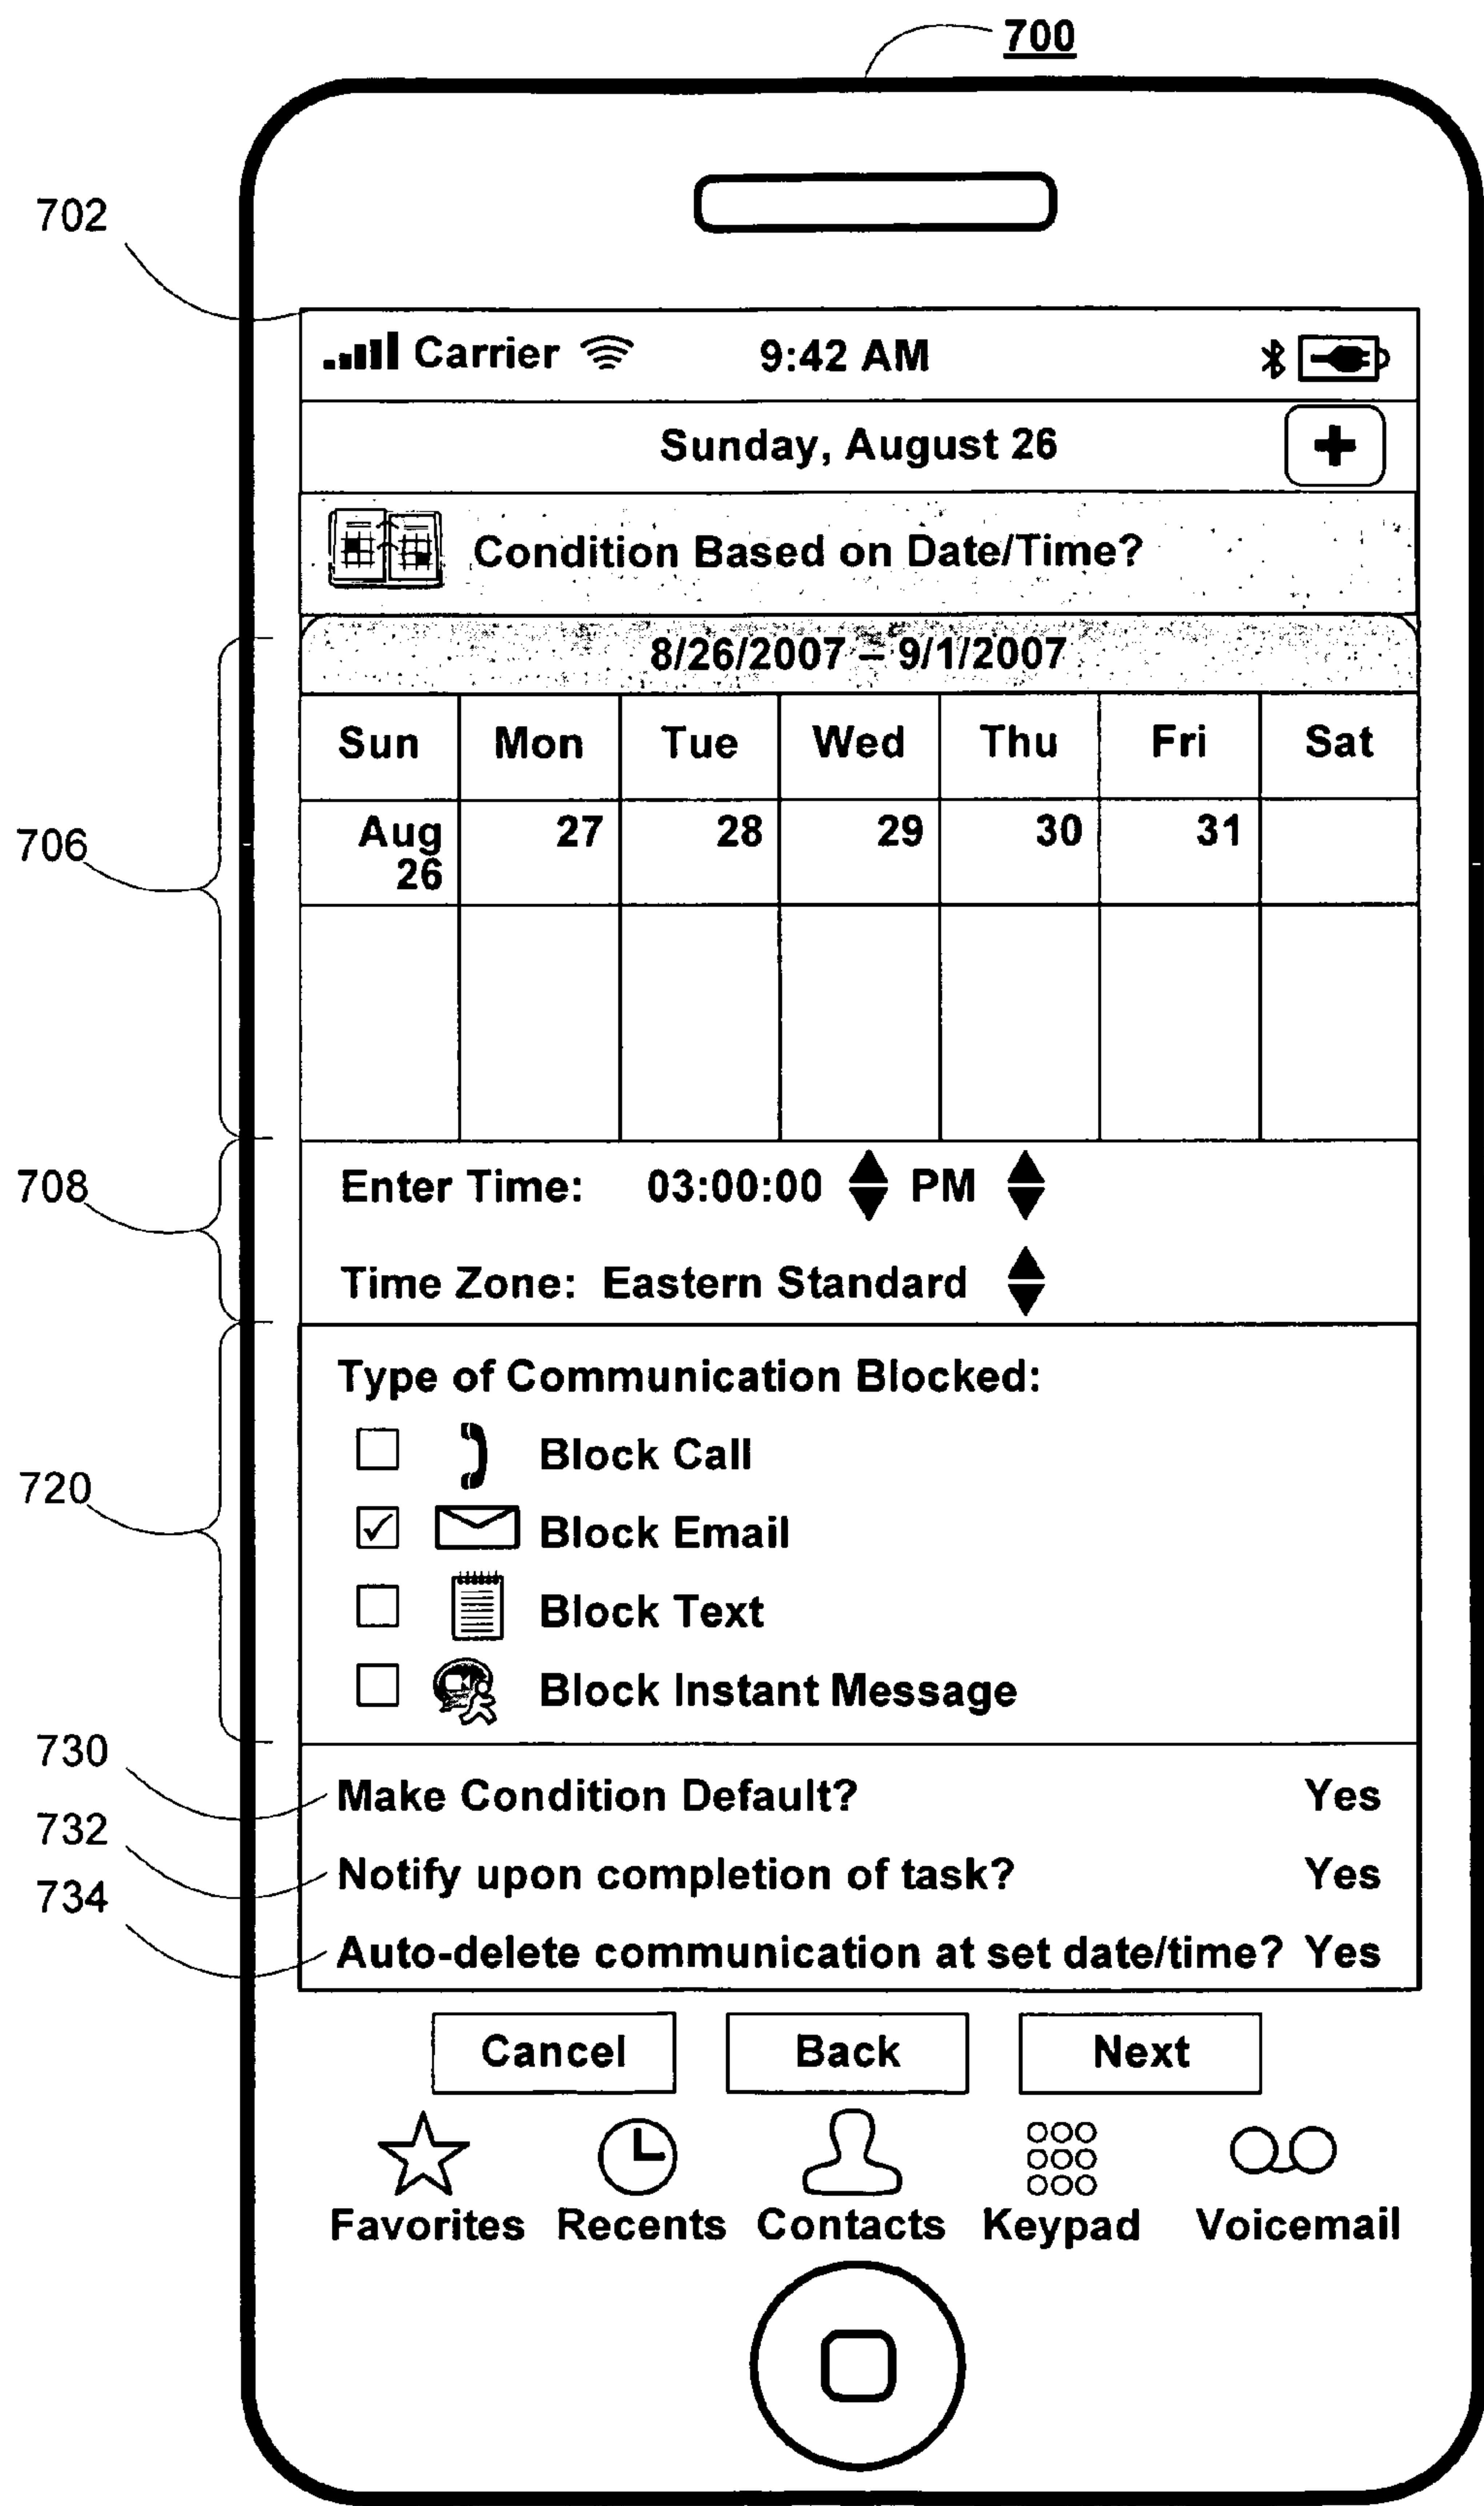 700
702
Carrier 9:42 AM
Sunday, August 26 +
Condition Based on Date/Time?
8/26/2007 – 9/1/2007
Sun Mon Tue Wed Thu Fri Sat
Aug 26 27 28 29 30 31
706
Enter Time: 03:00:00 PM
708
Time Zone: Eastern Standard
Type of Communication Blocked:
Block Call
720
Block Email
Block Text
Block Instant Message
730
Make Condition Default? Yes
732
Notify upon completion of task? Yes
734
Auto-delete communication at set date/time? Yes
Cancel Back Next
Favorites Recents Contacts Keypad Voicemail